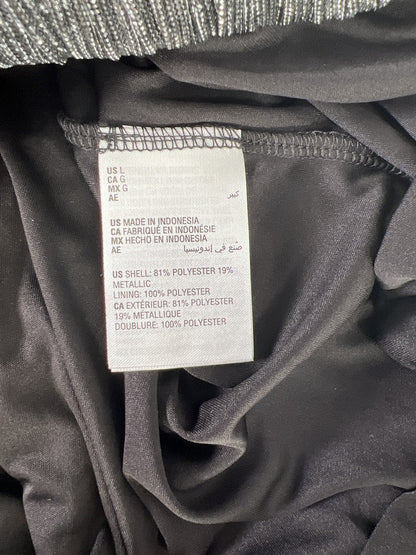 US L
CA G
MX G
AE كبير
US MADE IN INDONESIA
CA FABRIQUÉ EN INDONÉSIE
MX HECHO EN INDONESIA
AE صنع في إندونيسيا
US SHELL: 81% POLYESTER 19%
METALLIC
LINING: 100% POLYESTER
CA EXTÉRIEUR: 81% POLYESTER
19% MÉTALLIQUE
DOUBLURE: 100% POLYESTER